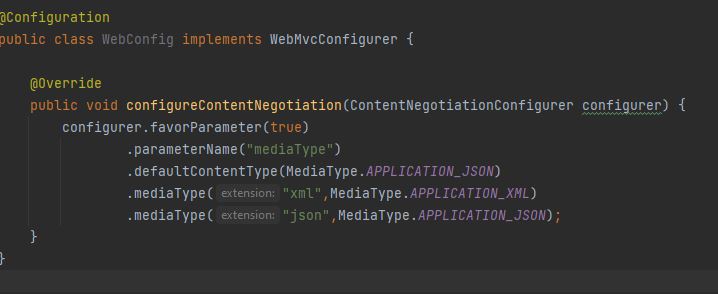 @Configuration
public class WebConfig implements WebMvcConfigurer {
@Override
public void configureContentNegotiation(ContentNegotiationConfigurer configurer) {
configurer.favorParameter(true)
.parameterName("mediaType")
.defaultContentType(MediaType.APPLICATION_JSON)
.mediaType( extension: "xml",MediaType.APPLICATION_XML)
.mediaType( extension: "json",MediaType.APPLICATION_JSON);
}
}